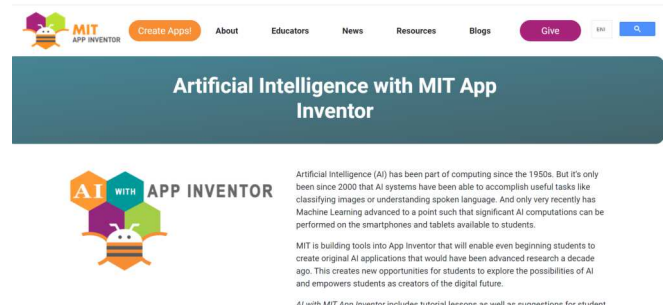 MIT
APP INVENTOR
Create Apps!
About
Educators
News
Resources
Blogs
Give
Artificial Intelligence with MIT App
Inventor
AI WITH APP INVENTOR
Artificial Intelligence (AI) has been part of computing since the 1950s. But it's only
been since 2000 that AI systems have been able to accomplish useful tasks like
classifying images or understanding spoken language. And only very recently has
Machine Learning advanced to a point such that significant AI computations can be
performed on the smartphones and tablets available to students.
MIT is building tools into App Inventor that will enable even beginning students to
create original AI applications that would have been advanced research a decade
ago. This creates new opportunities for students to explore the possibilities of AI
and empowers students as creators of the digital future.
AI with MIT App Inventor includes tutorial lessons as well as suggestions for student